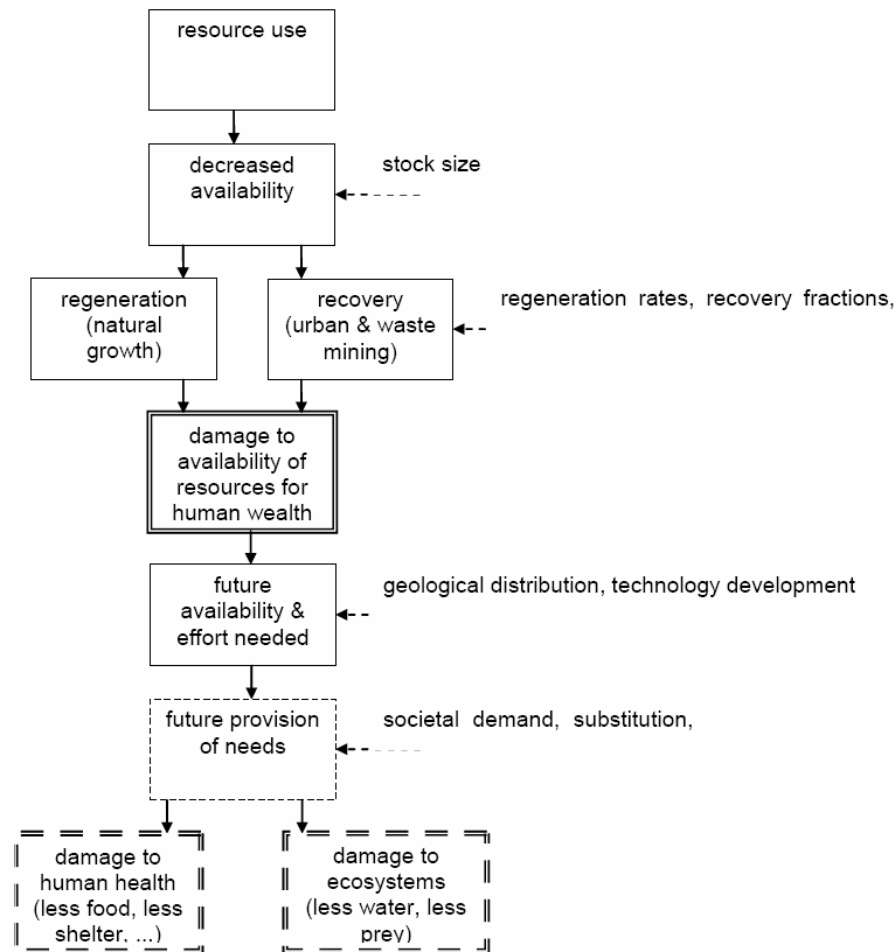 resource use
decreased
availability
stock size
regeneration
(natural
growth)
recovery
(urban & waste
mining)
regeneration rates, recovery fractions,
damage to
availability of
resources for
human wealth
future
availability &
effort needed
geological distribution, technology development
future provision
of needs
societal demand, substitution,
damage to
human health
(less food, less
shelter, ...)
damage to
ecosystems
(less water, less
prey)